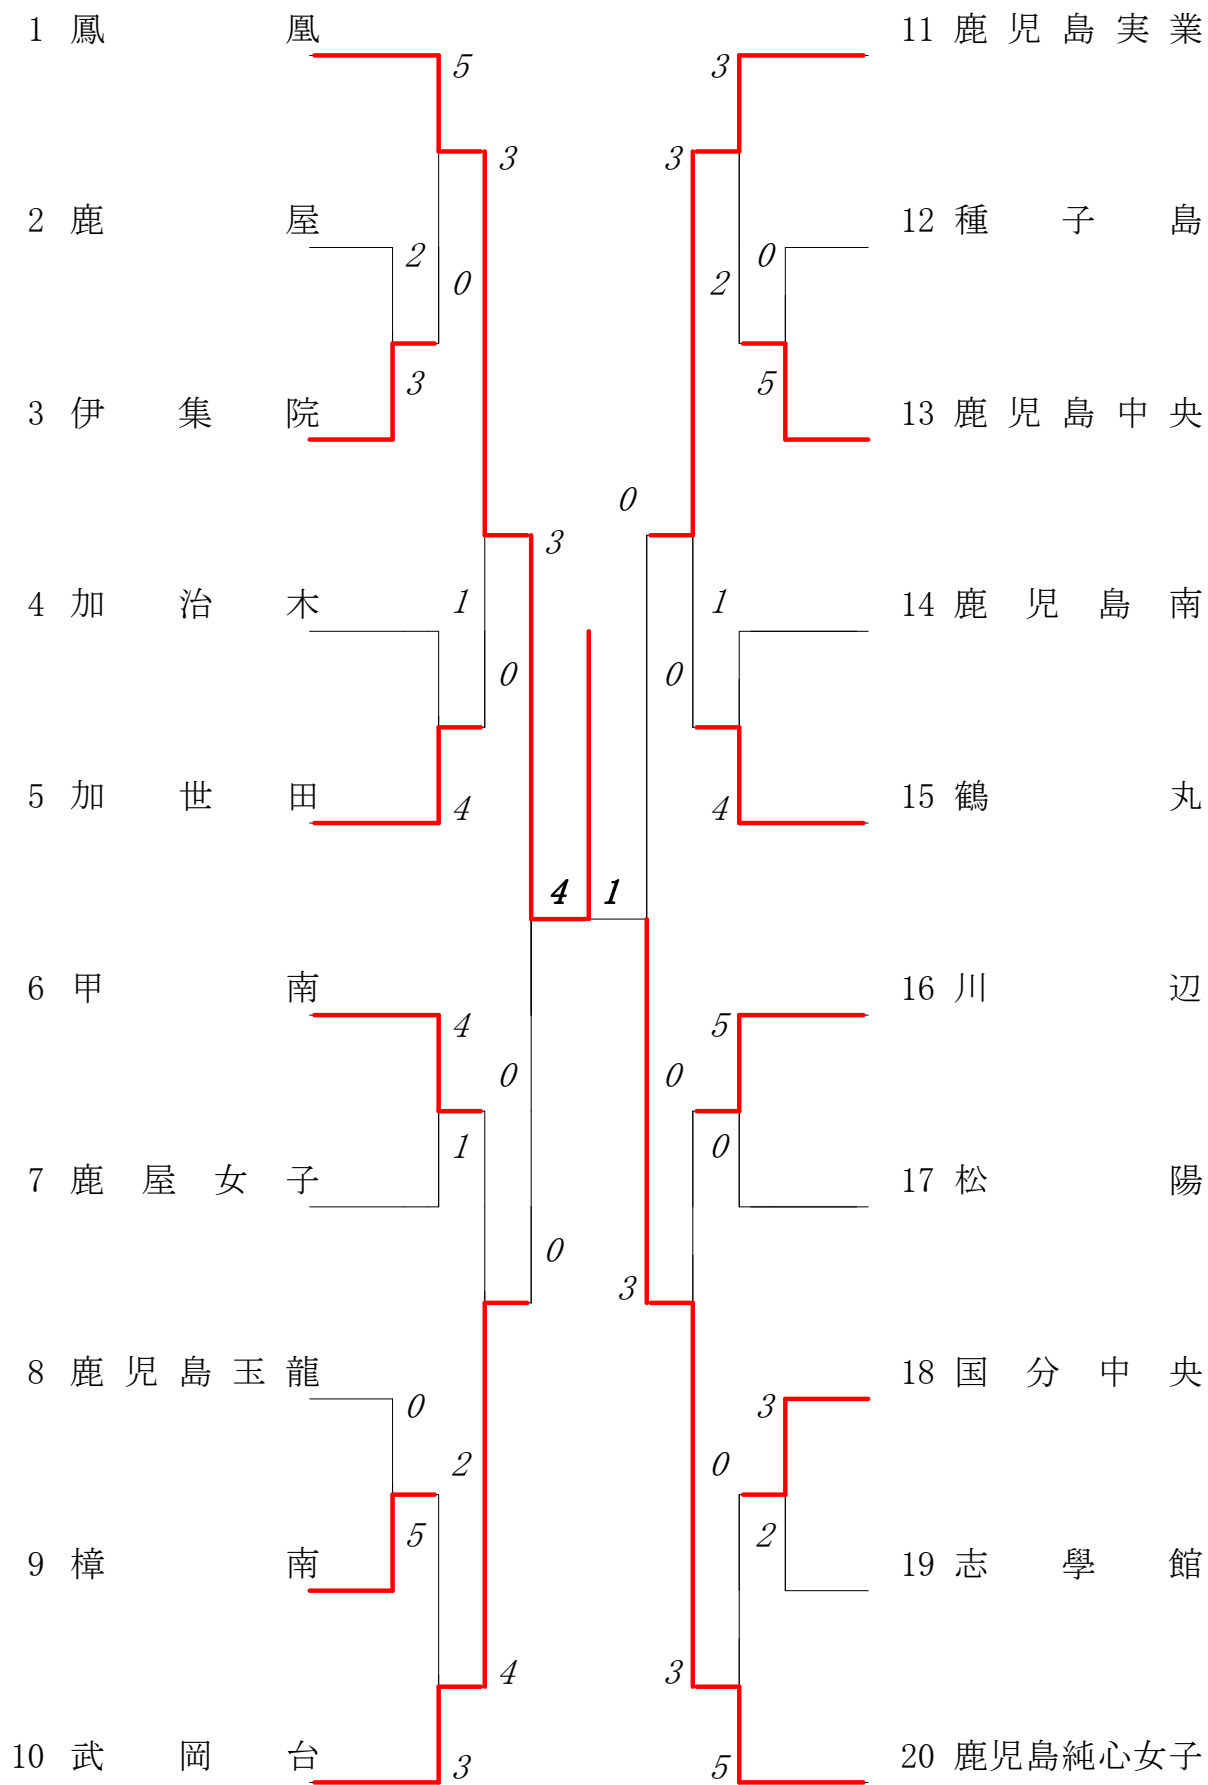 1 鳳凰
5
3
2 鹿屋
2
0
3
3 伊集院
3
4 加治木
1
0
5 加世田
4
4 1
6 甲南
4
0
1
7 鹿屋女子
0
8 鹿児島玉龍
0
2
5
9 樟南
4
10 武岡台
3
11 鹿児島実業
3
3
12 種子島
0
2
5
13 鹿児島中央
0
14 鹿児島南
1
0
15 鶴丸
4
16 川辺
5
0
0
17 松陽
3
18 国分中央
3
0
2
19 志學館
3
20 鹿児島純心女子
5